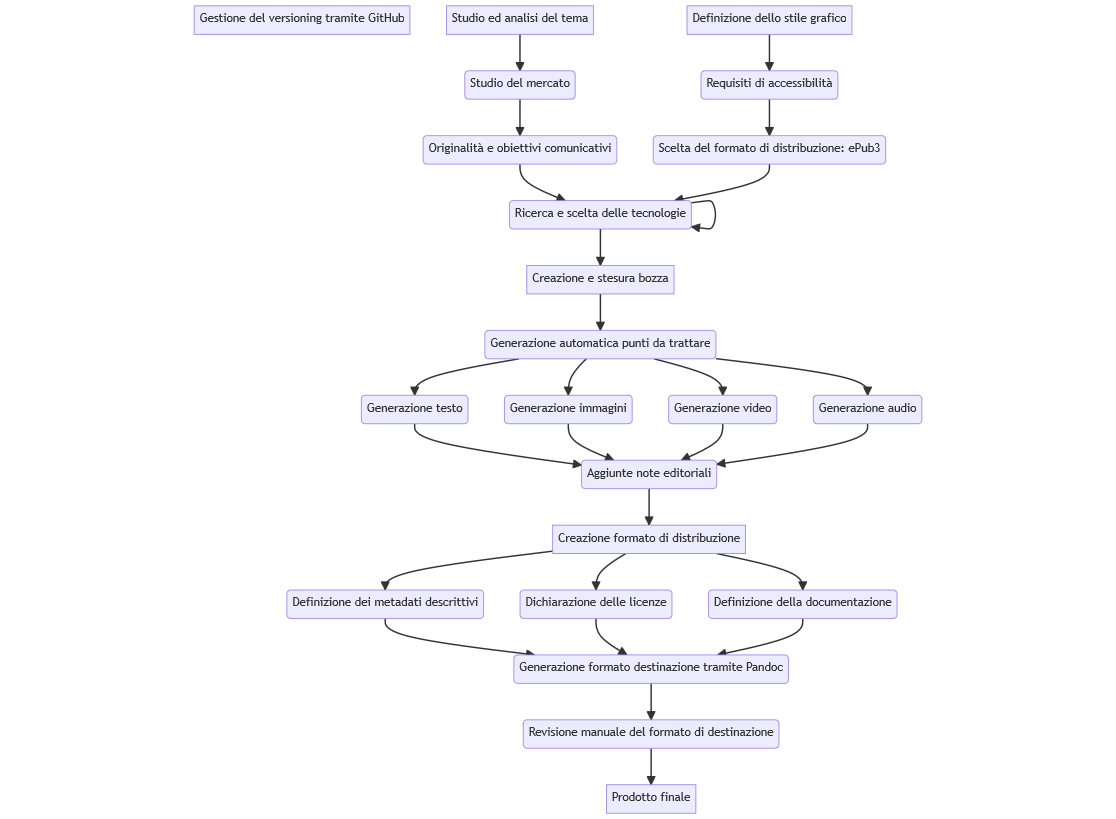 Gestione del versioning tramite GitHub
Studio ed analisi del tema
Definizione dello stile grafico
Studio del mercato
Requisiti di accessibilità
Originalità e obiettivi comunicativi
Scelta del formato di distribuzione: ePub3
Ricerca e scelta delle tecnologie
Creazione e stesura bozza
Generazione automatica punti da trattare
Generazione testo
Generazione immagini
Generazione video
Generazione audio
Aggiunte note editoriali
Creazione formato di distribuzione
Definizione dei metadati descrittivi
Dichiarazione delle licenze
Definizione della documentazione
Generazione formato destinazione tramite Pandoc
Revisione manuale del formato di destinazione
Prodotto finale